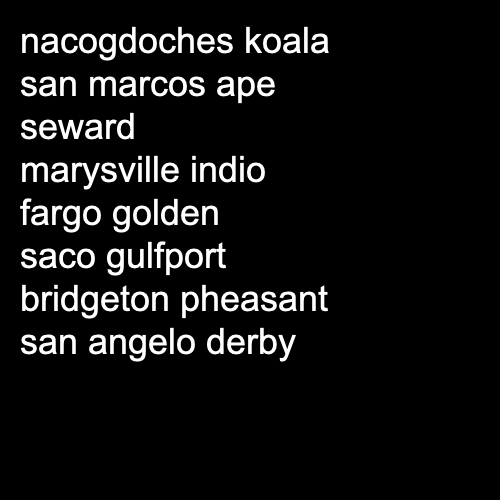 nacogdoches koala
san marcos ape
seward
marysville indio
fargo golden
saco gulfport
bridgeton pheasant
san angelo derby